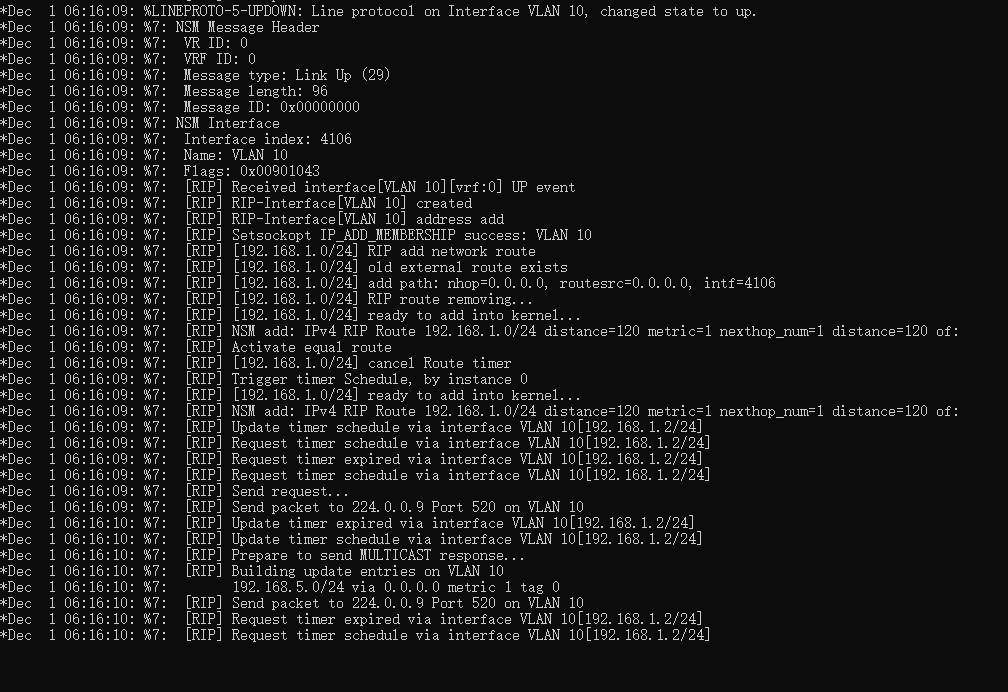 *Dec  1 06:16:09: %LINEPROTO-5-UPDOWN: Line protocol on Interface VLAN 10, changed state to up.
*Dec  1 06:16:09: %7: NSM Message Header
*Dec  1 06:16:09: %7:  VR ID: 0
*Dec  1 06:16:09: %7:  VRF ID: 0
*Dec  1 06:16:09: %7:  Message type: Link Up (29)
*Dec  1 06:16:09: %7:  Message length: 96
*Dec  1 06:16:09: %7:  Message ID: 0x00000000
*Dec  1 06:16:09: %7: NSM Interface
*Dec  1 06:16:09: %7:  Interface index: 4106
*Dec  1 06:16:09: %7:  Name: VLAN 10
*Dec  1 06:16:09: %7:  Flags: 0x00901043
*Dec  1 06:16:09: %7:  [RIP] Received interface[VLAN 10][vrf:0] UP event
*Dec  1 06:16:09: %7:  [RIP] RIP-Interface[VLAN 10] created
*Dec  1 06:16:09: %7:  [RIP] RIP-Interface[VLAN 10] address add
*Dec  1 06:16:09: %7:  [RIP] Setsockopt IP_ADD_MEMBERSHIP success: VLAN 10
*Dec  1 06:16:09: %7:  [RIP] [192.168.1.0/24] RIP add network route
*Dec  1 06:16:09: %7:  [RIP] [192.168.1.0/24] old external route exists
*Dec  1 06:16:09: %7:  [RIP] [192.168.1.0/24] add path: nhop=0.0.0.0, routesrc=0.0.0.0, intf=4106
*Dec  1 06:16:09: %7:  [RIP] [192.168.1.0/24] RIP route removing...
*Dec  1 06:16:09: %7:  [RIP] [192.168.1.0/24] ready to add into kernel...
*Dec  1 06:16:09: %7:  [RIP] NSM add: IPv4 RIP Route 192.168.1.0/24 distance=120 metric=1 nexthop_num=1 distance=120 of:
*Dec  1 06:16:09: %7:  [RIP] Activate equal route
*Dec  1 06:16:09: %7:  [RIP] [192.168.1.0/24] cancel Route timer
*Dec  1 06:16:09: %7:  [RIP] Trigger timer Schedule, by instance 0
*Dec  1 06:16:09: %7:  [RIP] [192.168.1.0/24] ready to add into kernel...
*Dec  1 06:16:09: %7:  [RIP] NSM add: IPv4 RIP Route 192.168.1.0/24 distance=120 metric=1 nexthop_num=1 distance=120 of:
*Dec  1 06:16:09: %7:  [RIP] Update timer schedule via interface VLAN 10[192.168.1.2/24]
*Dec  1 06:16:09: %7:  [RIP] Request timer schedule via interface VLAN 10[192.168.1.2/24]
*Dec  1 06:16:09: %7:  [RIP] Request timer expired via interface VLAN 10[192.168.1.2/24]
*Dec  1 06:16:09: %7:  [RIP] Request timer schedule via interface VLAN 10[192.168.1.2/24]
*Dec  1 06:16:09: %7:  [RIP] Send request...
*Dec  1 06:16:09: %7:  [RIP] Send packet to 224.0.0.9 Port 520 on VLAN 10
*Dec  1 06:16:10: %7:  [RIP] Update timer expired via interface VLAN 10[192.168.1.2/24]
*Dec  1 06:16:10: %7:  [RIP] Update timer schedule via interface VLAN 10[192.168.1.2/24]
*Dec  1 06:16:10: %7:  [RIP] Prepare to send MULTICAST response...
*Dec  1 06:16:10: %7:  [RIP] Building update entries on VLAN 10
*Dec  1 06:16:10: %7:        192.168.5.0/24 via 0.0.0.0 metric 1 tag 0
*Dec  1 06:16:10: %7:  [RIP] Send packet to 224.0.0.9 Port 520 on VLAN 10
*Dec  1 06:16:10: %7:  [RIP] Request timer expired via interface VLAN 10[192.168.1.2/24]
*Dec  1 06:16:10: %7:  [RIP] Request timer schedule via interface VLAN 10[192.168.1.2/24]